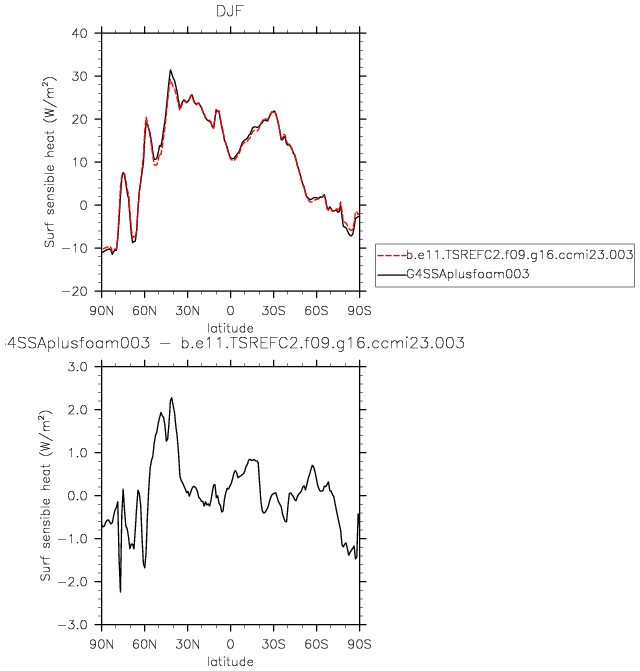 DJF
Surf sensible heat (W/m²)
40
30
20
10
0
−10
−20
90N 60N 30N 0 30S 60S 90S
latitude
b.e11.TSREFC2.f09.g16.ccmi23.003
G4SSAplusfoam003
4SSAplusfoam003 − b.e11.TSREFC2.f09.g16.ccmi23.003
Surf sensible heat (W/m²)
3.0
2.0
1.0
0.0
−1.0
−2.0
−3.0
90N 60N 30N 0 30S 60S 90S
latitude